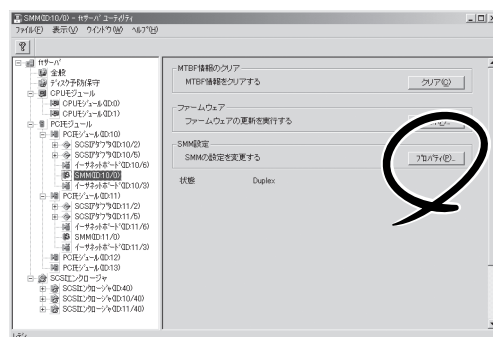 SMM(ID:10/0) - ftサーバ ユーティリティ
ファイル(F) 表示(V) ウインドウ(W) ヘルプ(H)
ftサーバ
全般
ディスク予防保守
CPUモジュール
CPUモジュール(ID:0)
CPUモジュール(ID:1)
PCIモジュール
PCIモジュール(ID:10)
SCSIアダプタ(ID:10/2)
SCSIアダプタ(ID:10/5)
イーサネットボード(ID:10/6)
SMM(ID:10/0)
イーサネットボード(ID:10/3)
PCIモジュール(ID:11)
SCSIアダプタ(ID:11/2)
SCSIアダプタ(ID:11/5)
イーサネットボード(ID:11/6)
SMM(ID:11/0)
イーサネットボード(ID:11/3)
PCIモジュール(ID:12)
PCIモジュール(ID:13)
SCSIエンクロージャ
SCSIエンクロージャ(ID:40)
SCSIエンクロージャ(ID:10/40)
SCSIエンクロージャ(ID:11/40)
MTBF情報のクリア
MTBF情報をクリアする
クリア(C)
ファームウェア
ファームウェアの更新を実行する
SMM設定
SMMの設定を変更する
プロパティ(P)...
状態 Duplex
レディ